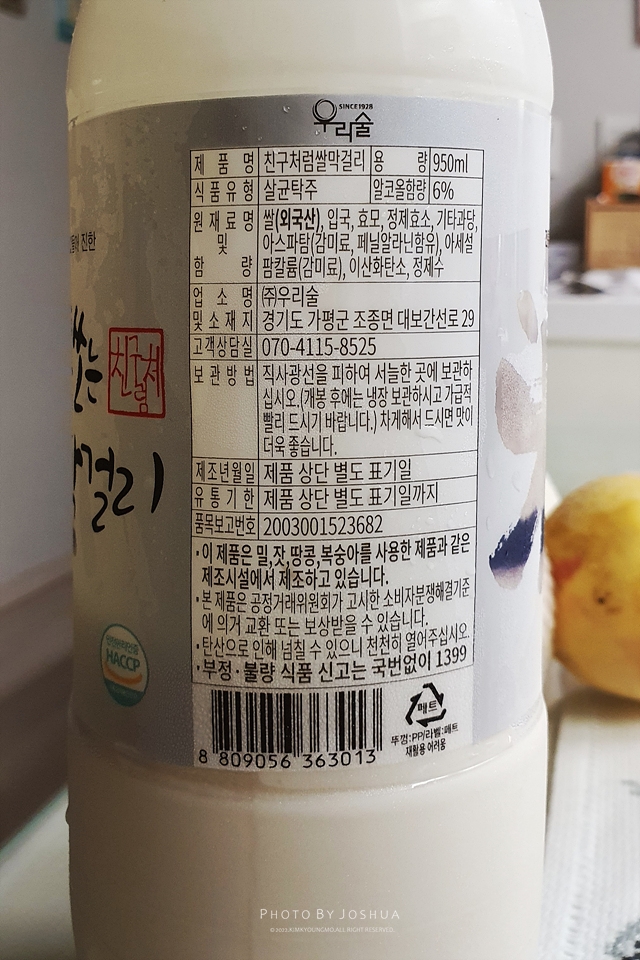 SINCE 1928
우리술
제품명 친구처럼쌀막걸리 용량 950ml
식품유형 살균탁주 알코올함량 6%
원재료명 및 함량 쌀(외국산), 입국, 효모, 정제효소, 기타과당,
아스파탐(감미료, 페닐알라닌함유), 아세설
팜칼륨(감미료), 이산화탄소, 정제수
업소명 및 소재지 ㈜우리술
경기도 가평군 조종면 대보간선로 29
고객상담실 070-4115-8525
보관방법 직사광선을 피하여 서늘한 곳에 보관하
십시오.(개봉 후에는 냉장 보관하시고 가급적
빨리 드시기 바랍니다.) 차게해서 드시면 맛이
더욱 좋습니다.
제조년월일 제품 상단 별도 표기일
유통기한 제품 상단 별도 표기일까지
품목보고번호 2003001523682
·이 제품은 밀,잣,땅콩,복숭아를 사용한 제품과 같은
제조시설에서 제조하고 있습니다.
·본 제품은 공정거래위원회가 고시한 소비자분쟁해결기준
에 의거 교환 또는 보상받을 수 있습니다.
·탄산으로 인해 넘칠 수 있으니 천천히 열어주십시오.
·부정·불량 식품 신고는 국번없이 1399
8 809056 363013
페트
뚜껑:PP/라벨:페트
재활용 어려움
진한
는
친구처럼
걸리
HACCP
PHOTO BY JOSHUA